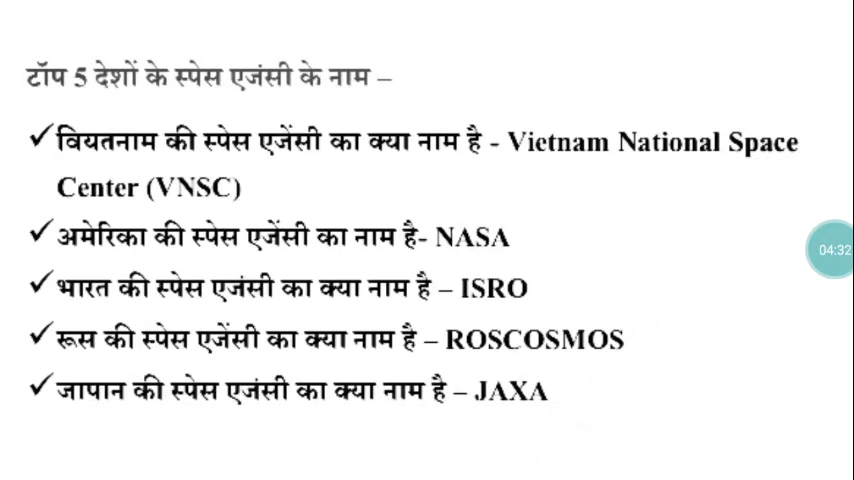 टॉप 5 देशों के स्पेस एजंसी के नाम –
✓वियतनाम की स्पेस एजेंसी का क्या नाम है - Vietnam National Space
Center (VNSC)
✓अमेरिका की स्पेस एजेंसी का नाम है- NASA
✓भारत की स्पेस एजंसी का क्या नाम है – ISRO
✓रूस की स्पेस एजेंसी का क्या नाम है – ROSCOSMOS
✓जापान की स्पेस एजंसी का क्या नाम है – JAXA
04:32